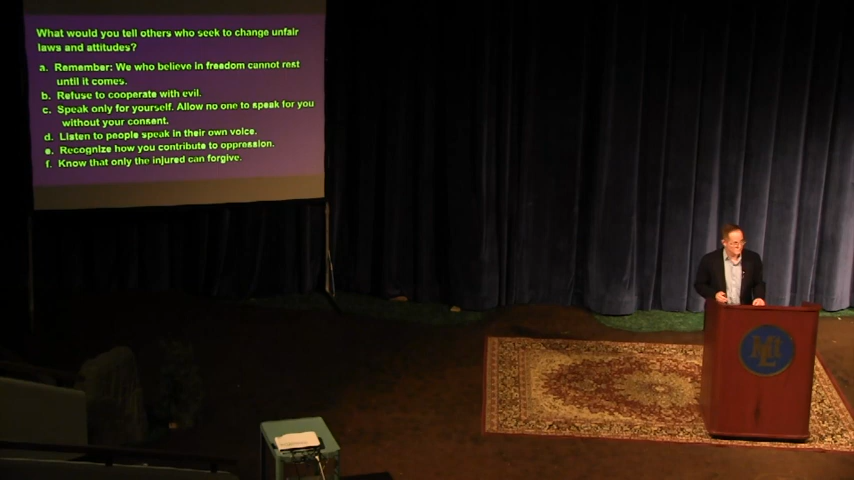 What would you tell others who seek to change unfair
laws and attitudes?
a. Remember: We who believe in freedom cannot rest
until it comes.
b. Refuse to cooperate with evil.
c. Speak only for yourself. Allow no one to speak for you
without your consent.
d. Listen to people speak in their own voice.
e. Recognize how you contribute to oppression.
f. Know that only the injured can forgive.